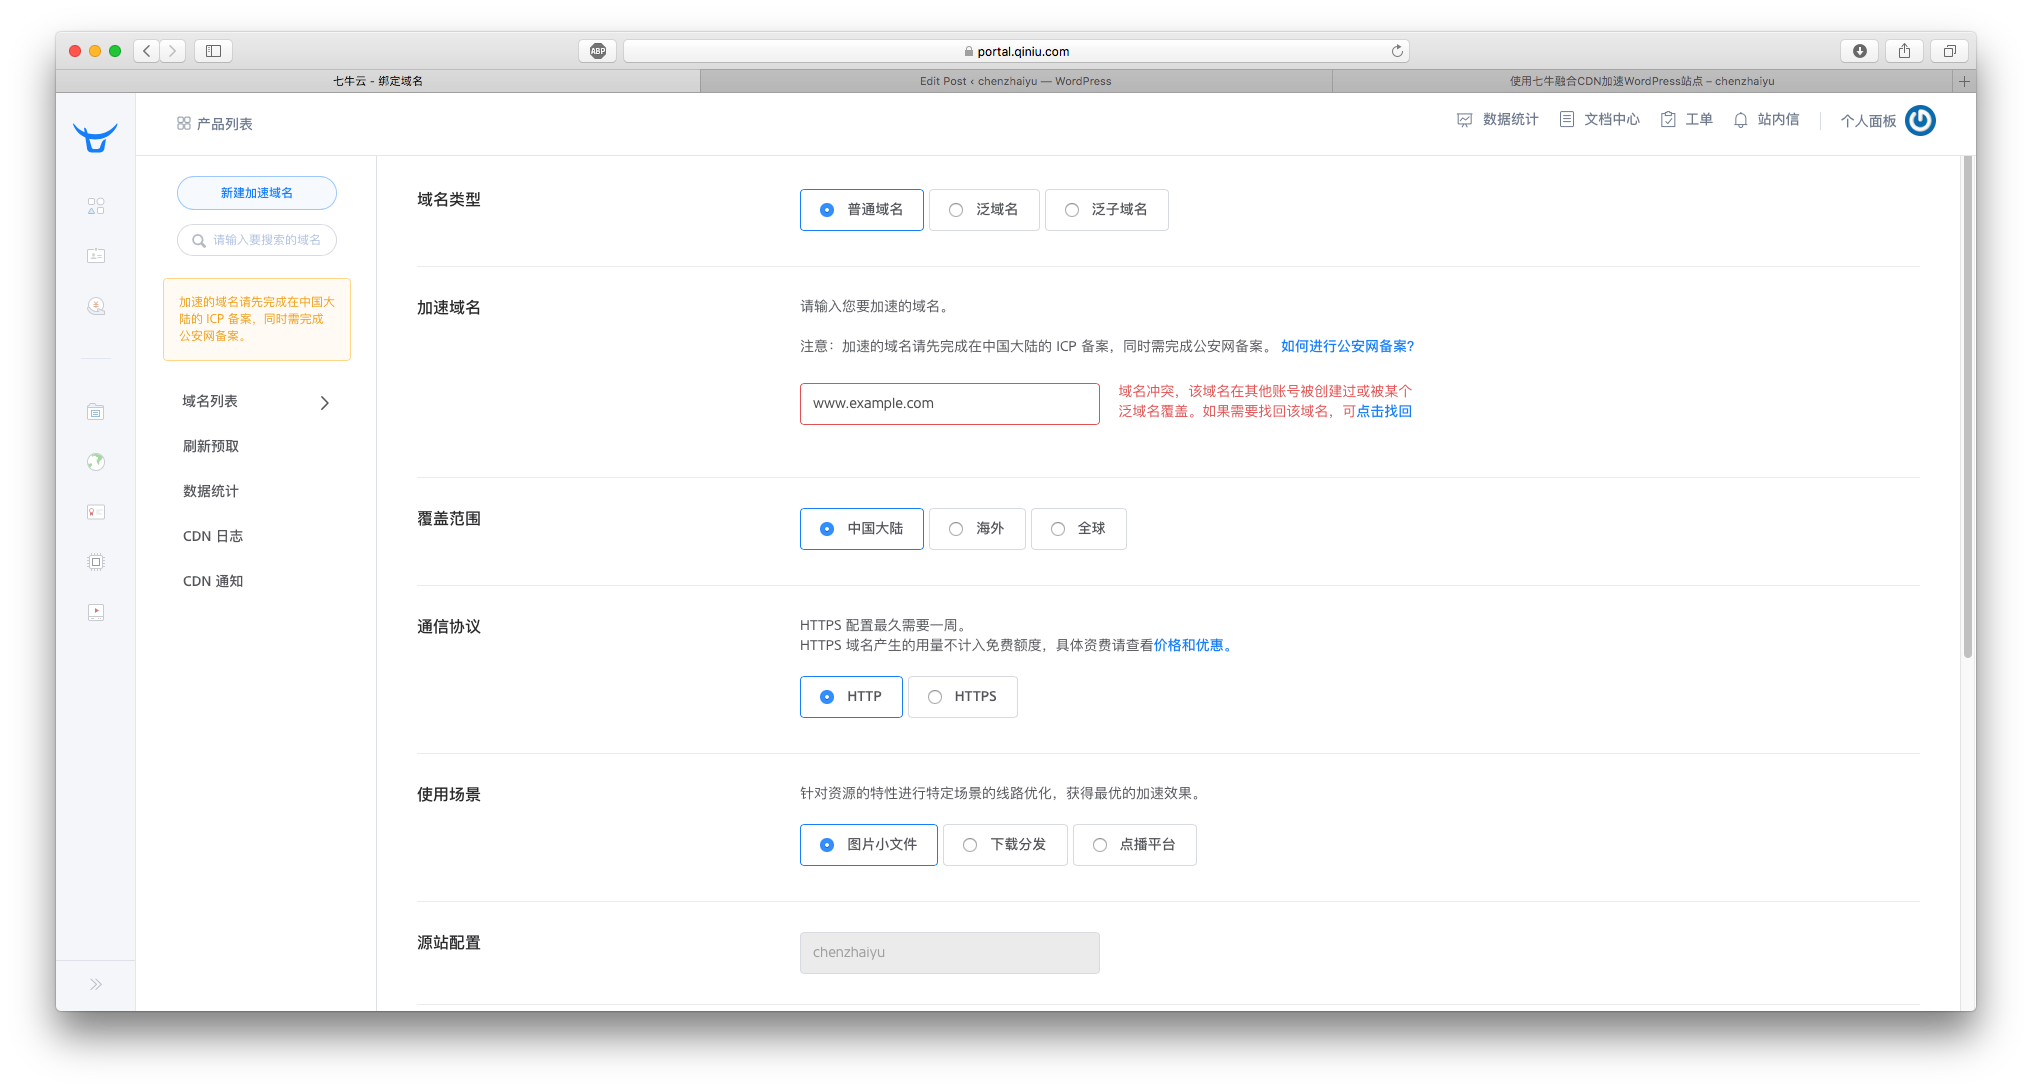 ABP
portal.qiniu.com
七牛云 - 绑定域名
Edit Post ‹ chenzhaiyu — WordPress
使用七牛融合CDN加速WordPress站点 – chenzhaiyu
产品列表
数据统计
文档中心
工单
站内信
个人面板
新建加速域名
请输入要搜索的域名
加速的域名请先完成在中国大
陆的 ICP 备案，同时需完成
公安网备案。
域名列表
刷新预取
数据统计
CDN 日志
CDN 通知
域名类型
普通域名
泛域名
泛子域名
加速域名
请输入您要加速的域名。
注意：加速的域名请先完成在中国大陆的 ICP 备案，同时需完成公安网备案。 如何进行公安网备案?
www.example.com
域名冲突，该域名在其他账号被创建过或被某个
泛域名覆盖。如果需要找回该域名，可点击找回
覆盖范围
中国大陆
海外
全球
通信协议
HTTPS 配置最久需要一周。
HTTPS 域名产生的用量不计入免费额度，具体资费请查看价格和优惠。
HTTP
HTTPS
使用场景
针对资源的特性进行特定场景的线路优化，获得最优的加速效果。
图片小文件
下载分发
点播平台
源站配置
chenzhaiyu